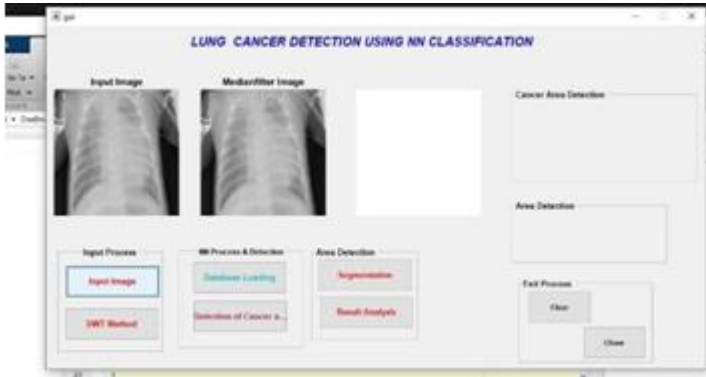 gui
LUNG CANCER DETECTION USING NN CLASSIFICATION
Input Image
Medianfilter Image
Cancer Area Detection
Area Detection
Input Process
NN Process & Detection
Area Detection
Input Image
Database Loading
Segmentation
DWT Method
Detection of Cancer a...
Result Analysis
Exit Process
Clear
Close